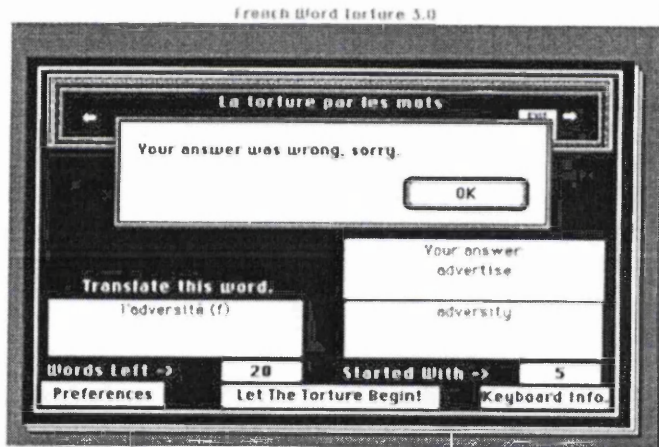 French Word Torture 3.0
La torture par les mots
EXIT
Your answer was wrong, sorry.
OK
Your answer
advertise
Translate this word.
l'adversité (f)
adversity
Words Left -> 20 Started With -> 5
Preferences Let The Torture Begin! Keyboard Info.